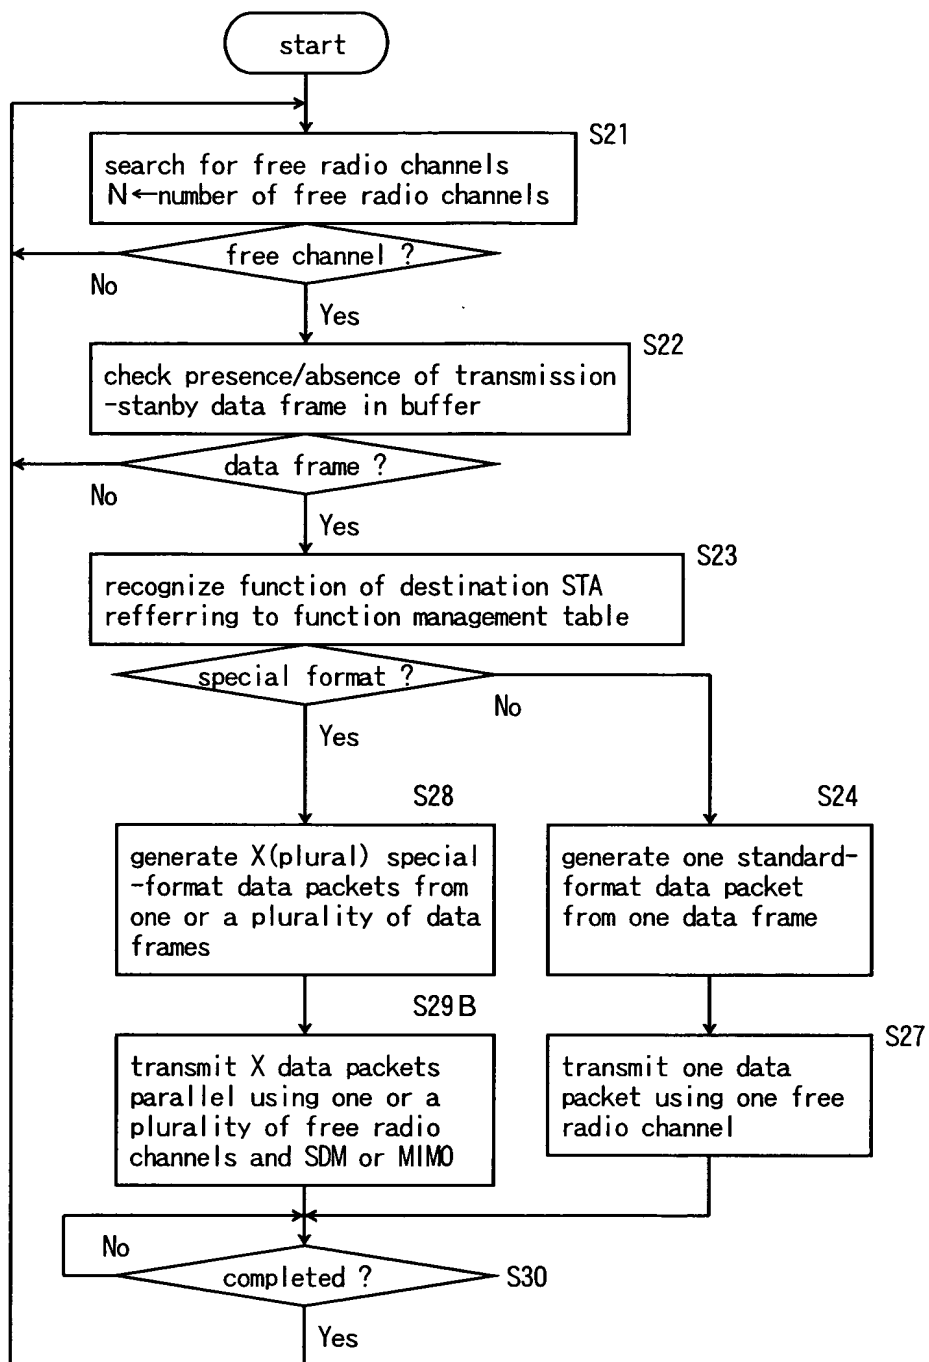 start
S21
search for free radio channels
N←number of free radio channels
free channel ?
No
Yes
S22
check presence/absence of transmission
-stanby data frame in buffer
data frame ?
No
Yes
S23
recognize function of destination STA
refferring to function management table
special format ?
No
Yes
S28
generate X(plural) special
-format data packets from
one or a plurality of data
frames
S24
generate one standard-
format data packet
from one data frame
S29B
transmit X data packets
parallel using one or a
plurality of free radio
channels and SDM or MIMO
S27
transmit one data
packet using one free
radio channel
No
completed ?
S30
Yes